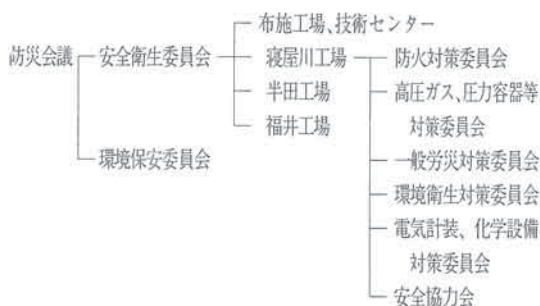 布施工場、技術センター
防災会議 安全衛生委員会 寝屋川工場 防火対策委員会
半田工場 高圧ガス、圧力容器等
福井工場 対策委員会
環境保安委員会 一般労災対策委員会
環境衛生対策委員会
電気計装、化学設備
対策委員会
安全協力会